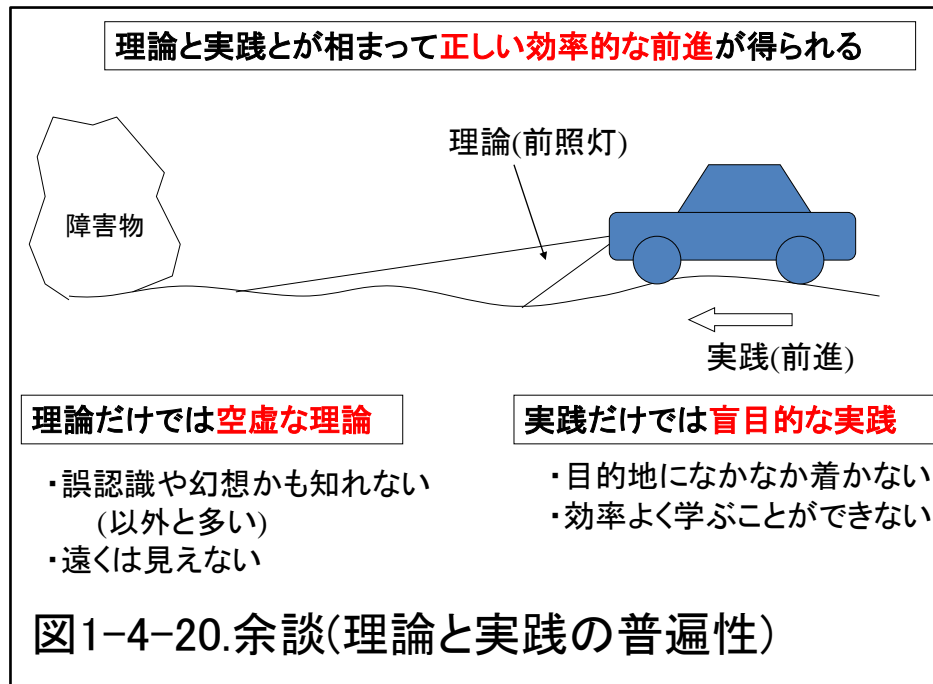 理論と実践とが相まって正しい効率的な前進が得られる
理論(前照灯)
障害物
実践(前進)
理論だけでは空虚な理論
・誤認識や幻想かも知れない
(以外と多い)
・遠くは見えない
実践だけでは盲目的な実践
・目的地になかなか着かない
・効率よく学ぶことができない
図1-4-20.余談(理論と実践の普遍性)